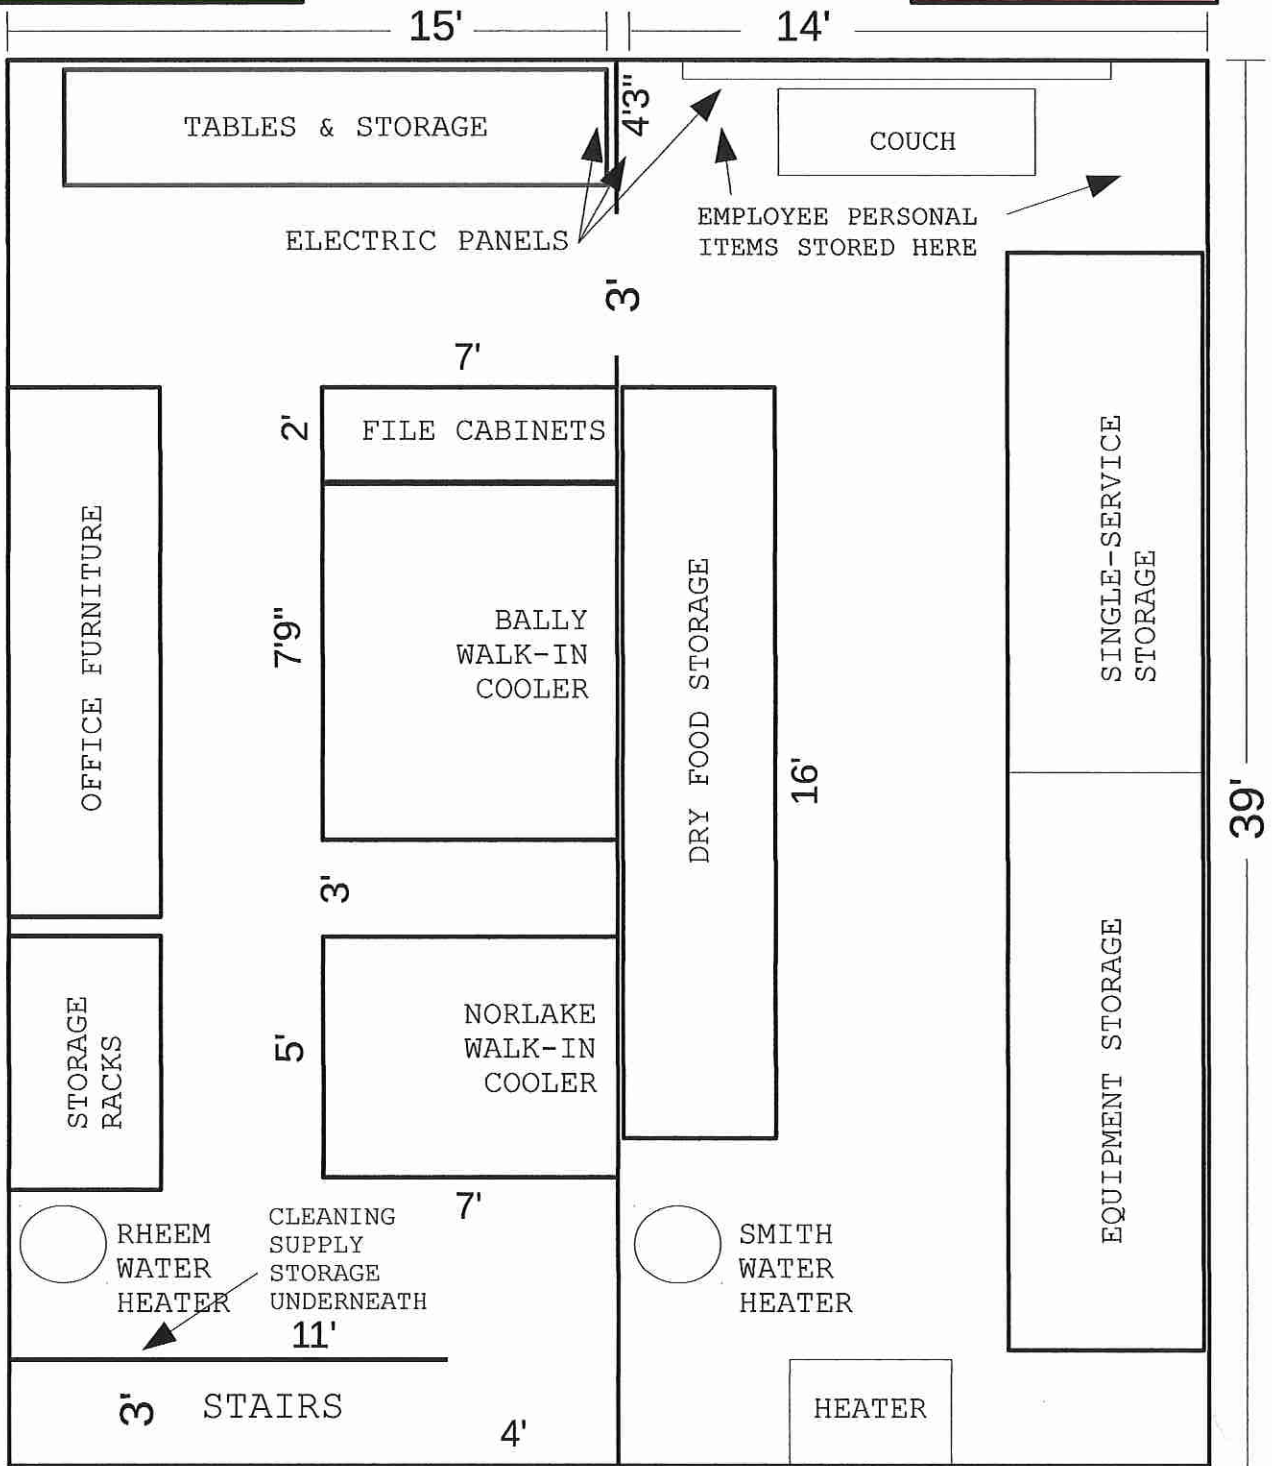 15'
14'
TABLES & STORAGE
4'3"
COUCH
ELECTRIC PANELS
EMPLOYEE PERSONAL
ITEMS STORED HERE
3'
7'
2'
FILE CABINETS
OFFICE FURNITURE
7'9"
BALLY
WALK-IN
COOLER
DRY FOOD STORAGE
16'
SINGLE-SERVICE
STORAGE
39'
3'
STORAGE
RACKS
5'
NORLAKE
WALK-IN
COOLER
EQUIPMENT STORAGE
7'
RHEEM
WATER
HEATER
CLEANING
SUPPLY
STORAGE
UNDERNEATH
SMITH
WATER
HEATER
11'
3'
STAIRS
4'
HEATER